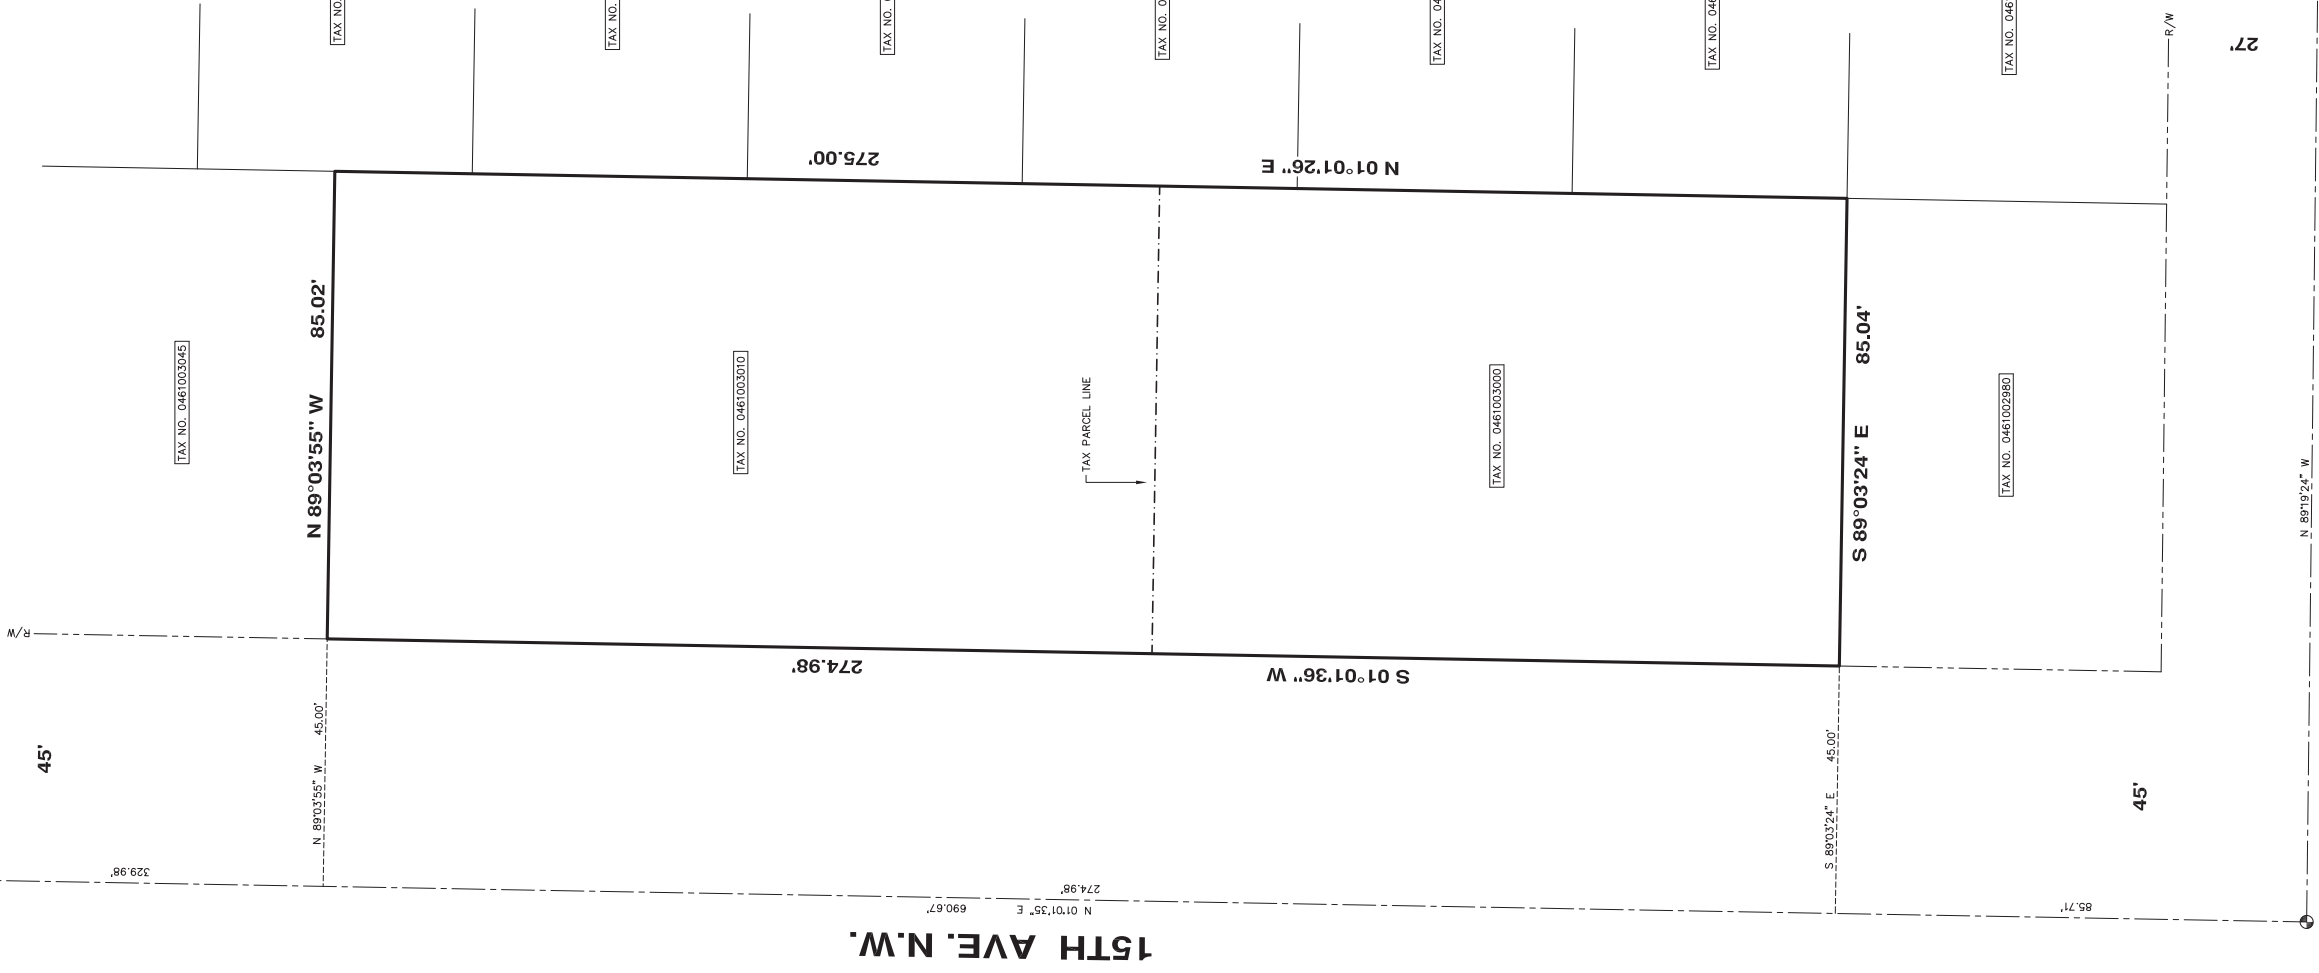 TAX NO.
TAX NO.
TAX NO.
TAX NO. 0
TAX NO. 04
TAX NO. 046
TAX NO. 046
R/W
27'
275.00'
N 01°01'26" E
N 89°03'55" W 85.02'
S 89°03'24" E 85.04'
TAX NO. 0461003045
TAX NO. 0461003010
TAX PARCEL LINE
TAX NO. 0461003000
TAX NO. 0461002980
N 89°19'24" W
R/W
274.98'
S 01°01'36" W
45'
N 89°03'55" W 45.00'
S 89°03'24" E 45.00'
45'
329.98'
274.98'
N 01°01'35" E 690.67'
85.71'
15TH AVE. N.W.